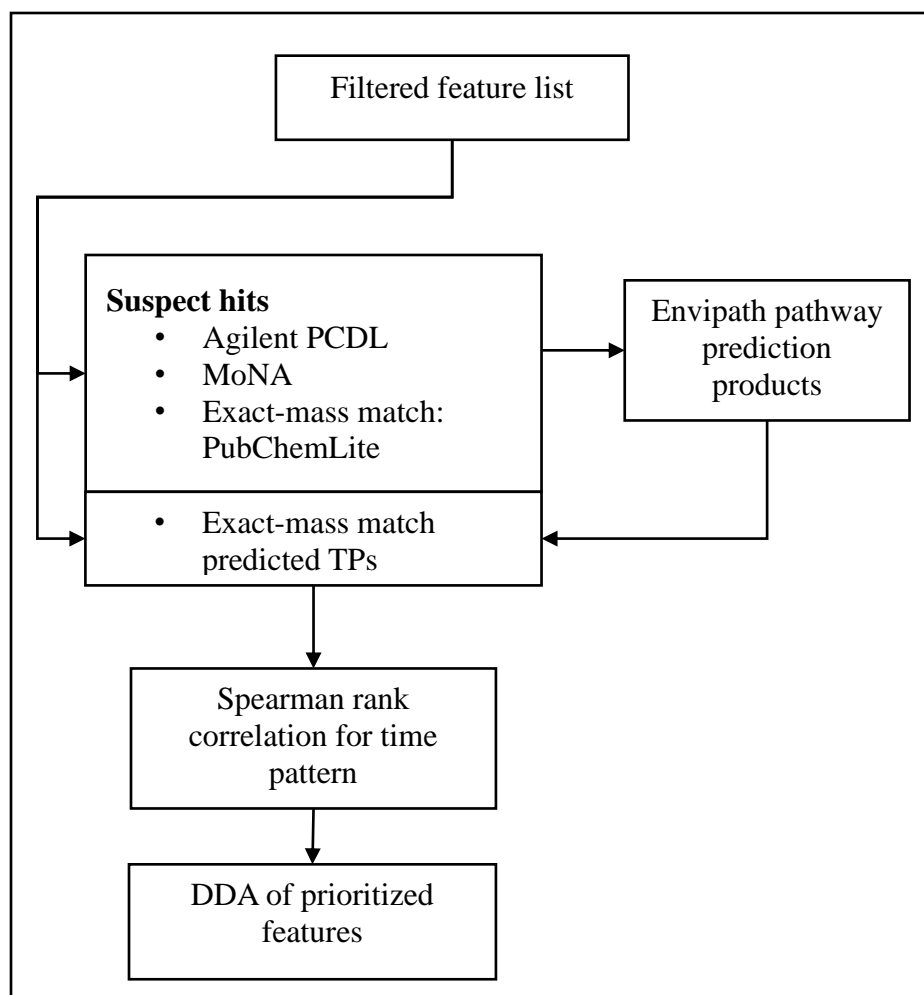 Filtered feature list
Suspect hits
• Agilent PCDL
• MoNA
• Exact-mass match:
PubChemLite
Envipath pathway
prediction
products
• Exact-mass match
predicted TPs
Spearman rank
correlation for time
pattern
DDA of prioritized
features